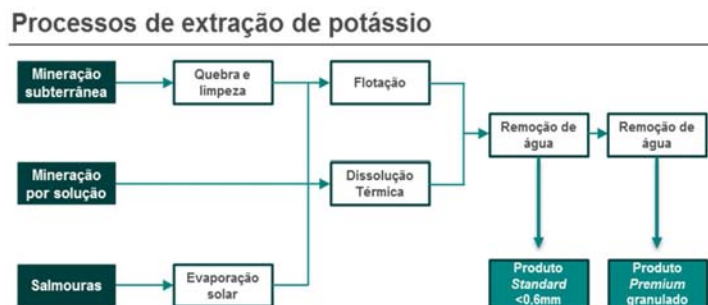 Processos de extração de potássio
Mineração
subterrânea
Quebra e
limpeza
Flotação
Remoção de
água
Remoção de
água
Mineração
por solução
Dissolução
Térmica
Salmouras
Evaporação
solar
Produto
Standard
<0,6mm
Produto
Premium
granulado